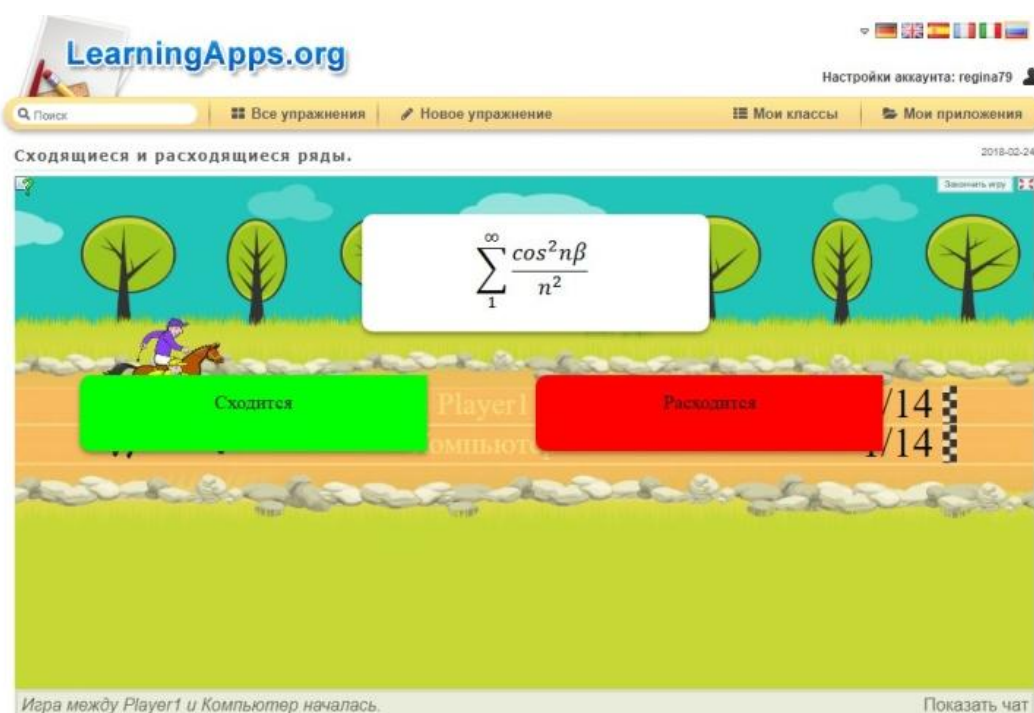 LearningApps.org
Настройки аккаунта: regina79
Поиск
Все упражнения
Новое упражнение
Мои классы
Мои приложения
Сходящиеся и расходящиеся ряды.
2018-02-24
Закончить игру
∞
∑ cos²nβ / n²
1
Сходится
Player1
Расходится
/14
/14
Игра между Player1 и Компьютер началась.
Показать чат